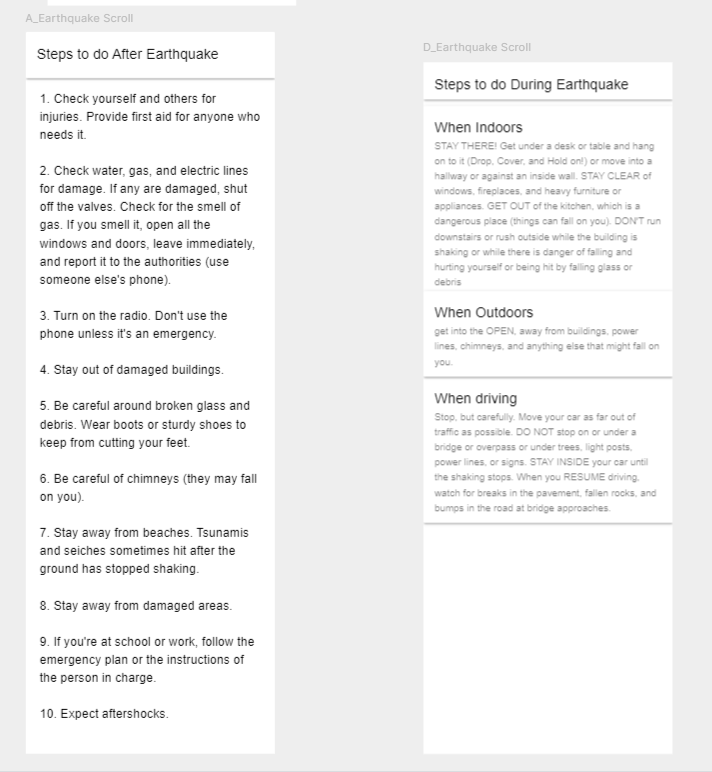 A_Earthquake Scroll
Steps to do After Earthquake
1. Check yourself and others for
injuries. Provide first aid for anyone who
needs it.
2. Check water, gas, and electric lines
for damage. If any are damaged, shut
off the valves. Check for the smell of
gas. If you smell it, open all the
windows and doors, leave immediately,
and report it to the authorities (use
someone else's phone).
3. Turn on the radio. Don't use the
phone unless it's an emergency.
4. Stay out of damaged buildings.
5. Be careful around broken glass and
debris. Wear boots or sturdy shoes to
keep from cutting your feet.
6. Be careful of chimneys (they may fall
on you).
7. Stay away from beaches. Tsunamis
and seiches sometimes hit after the
ground has stopped shaking.
8. Stay away from damaged areas.
9. If you're at school or work, follow the
emergency plan or the instructions of
the person in charge.
10. Expect aftershocks.
D_Earthquake Scroll
Steps to do During Earthquake
When Indoors
STAY THERE! Get under a desk or table and hang
on to it (Drop, Cover, and Hold on!) or move into a
hallway or against an inside wall. STAY CLEAR of
windows, fireplaces, and heavy furniture or
appliances. GET OUT of the kitchen, which is a
dangerous place (things can fall on you). DON'T run
downstairs or rush outside while the building is
shaking or while there is danger of falling and
hurting yourself or being hit by falling glass or
debris
When Outdoors
get into the OPEN, away from buildings, power
lines, chimneys, and anything else that might fall on
you.
When driving
Stop, but carefully. Move your car as far out of
traffic as possible. DO NOT stop on or under a
bridge or overpass or under trees, light posts,
power lines, or signs. STAY INSIDE your car until
the shaking stops. When you RESUME driving,
watch for breaks in the pavement, fallen rocks, and
bumps in the road at bridge approaches.